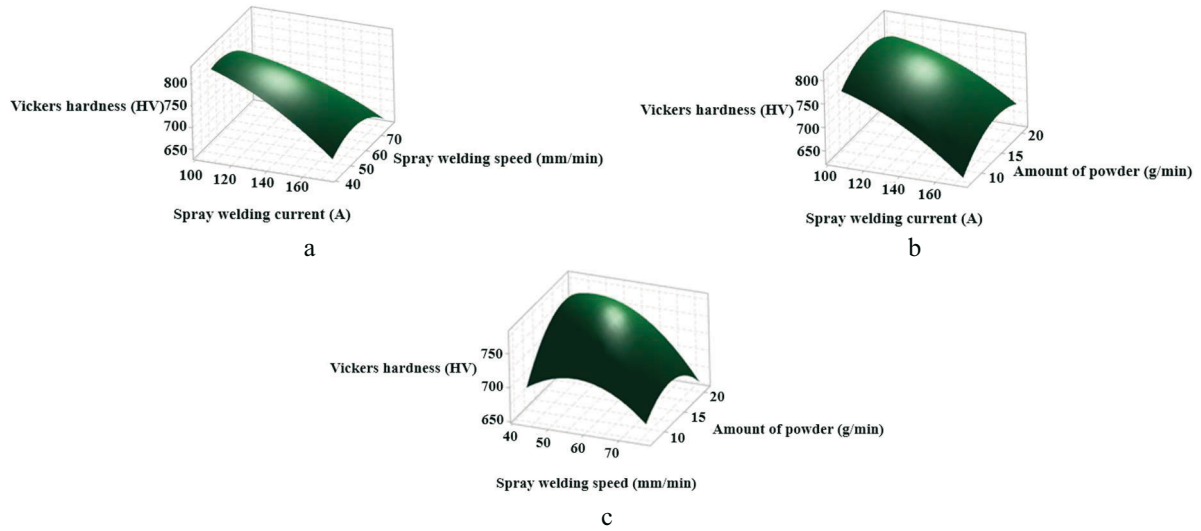 800
750
700
650
Vickers hardness (HV)
100
120
140
160
40
50
60
70
Spray welding speed (mm/min)
Spray welding current (A)
a
800
750
700
650
Vickers hardness (HV)
100
120
140
160
10
15
20
Amount of powder (g/min)
Spray welding current (A)
b
750
700
650
Vickers hardness (HV)
40
50
60
70
10
15
20
Amount of powder (g/min)
Spray welding speed (mm/min)
c